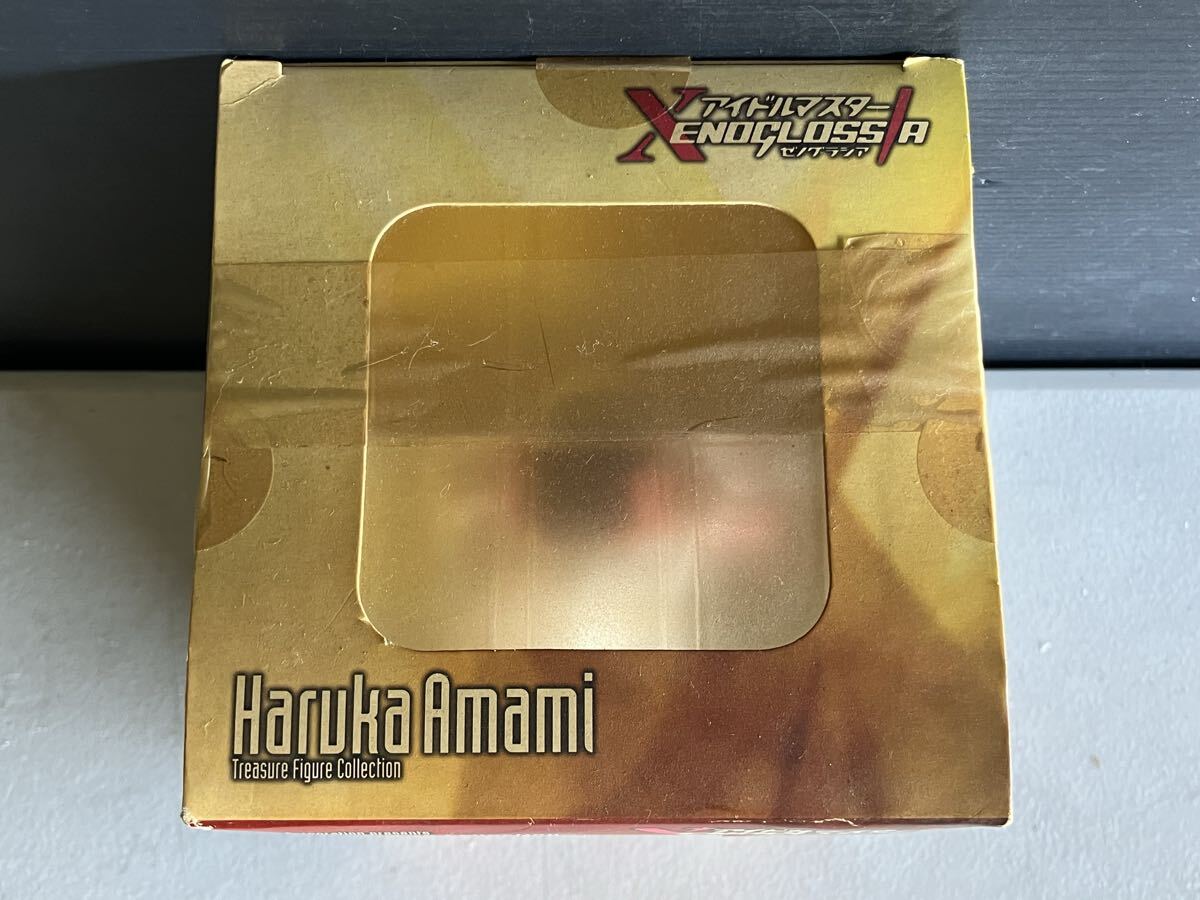 アイドルマスター
XENOGLOSSIA
ゼノグラシア
Haruka Amami
Treasure Figure Collection
presents